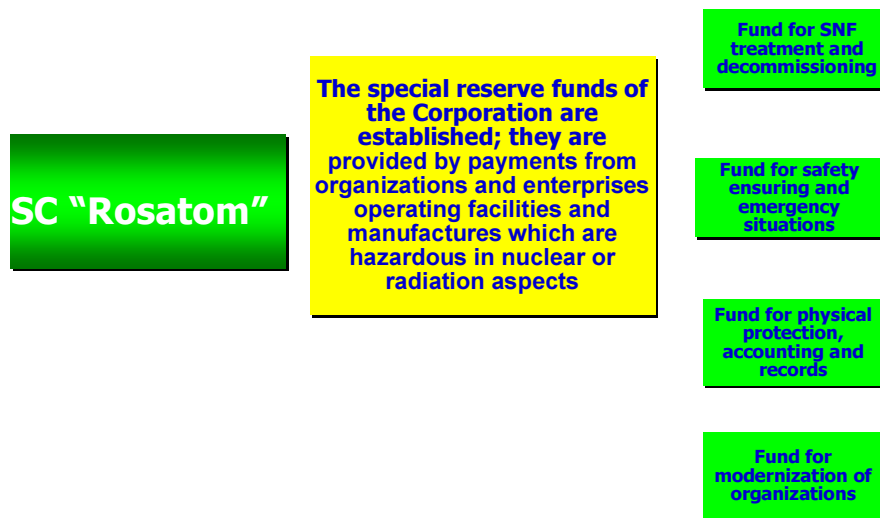 SC “Rosatom”
The special reserve funds of
the Corporation are
established; they are
provided by payments from
organizations and enterprises
operating facilities and
manufactures which are
hazardous in nuclear or
radiation aspects
Fund for SNF
treatment and
decommissioning
Fund for safety
ensuring and
emergency
situations
Fund for physical
protection,
accounting and
records
Fund for
modernization of
organizations